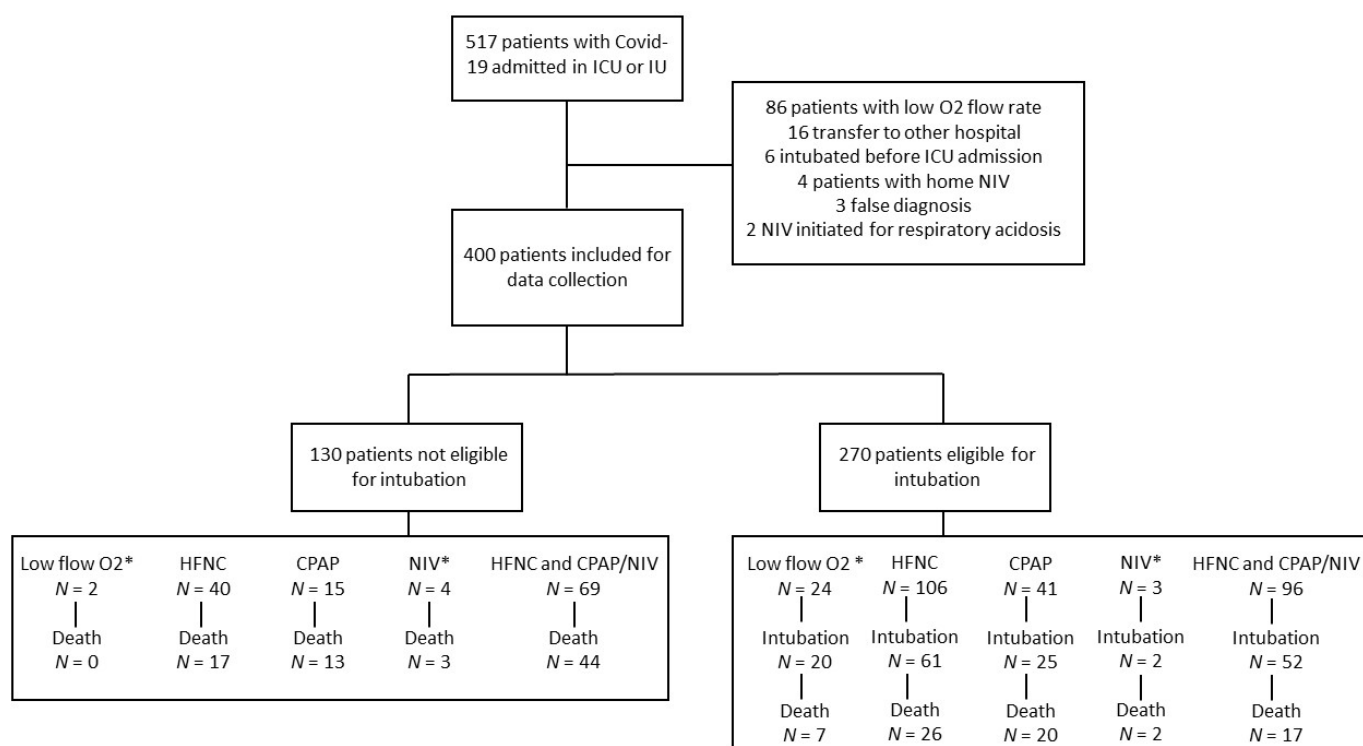 517 patients with Covid-
19 admitted in ICU or IU
86 patients with low O2 flow rate
16 transfer to other hospital
6 intubated before ICU admission
4 patients with home NIV
3 false diagnosis
2 NIV initiated for respiratory acidosis
400 patients included for
data collection
130 patients not eligible
for intubation
270 patients eligible for
intubation
Low flow O2* HFNC CPAP NIV* HFNC and CPAP/NIV
N = 2 N = 40 N = 15 N = 4 N = 69
Death Death Death Death Death
N = 0 N = 17 N = 13 N = 3 N = 44
Low flow O2 * HFNC CPAP NIV* HFNC and CPAP/NIV
N = 24 N = 106 N = 41 N = 3 N = 96
Intubation Intubation Intubation Intubation Intubation
N = 20 N = 61 N = 25 N = 2 N = 52
Death Death Death Death Death
N = 7 N = 26 N = 20 N = 2 N = 17